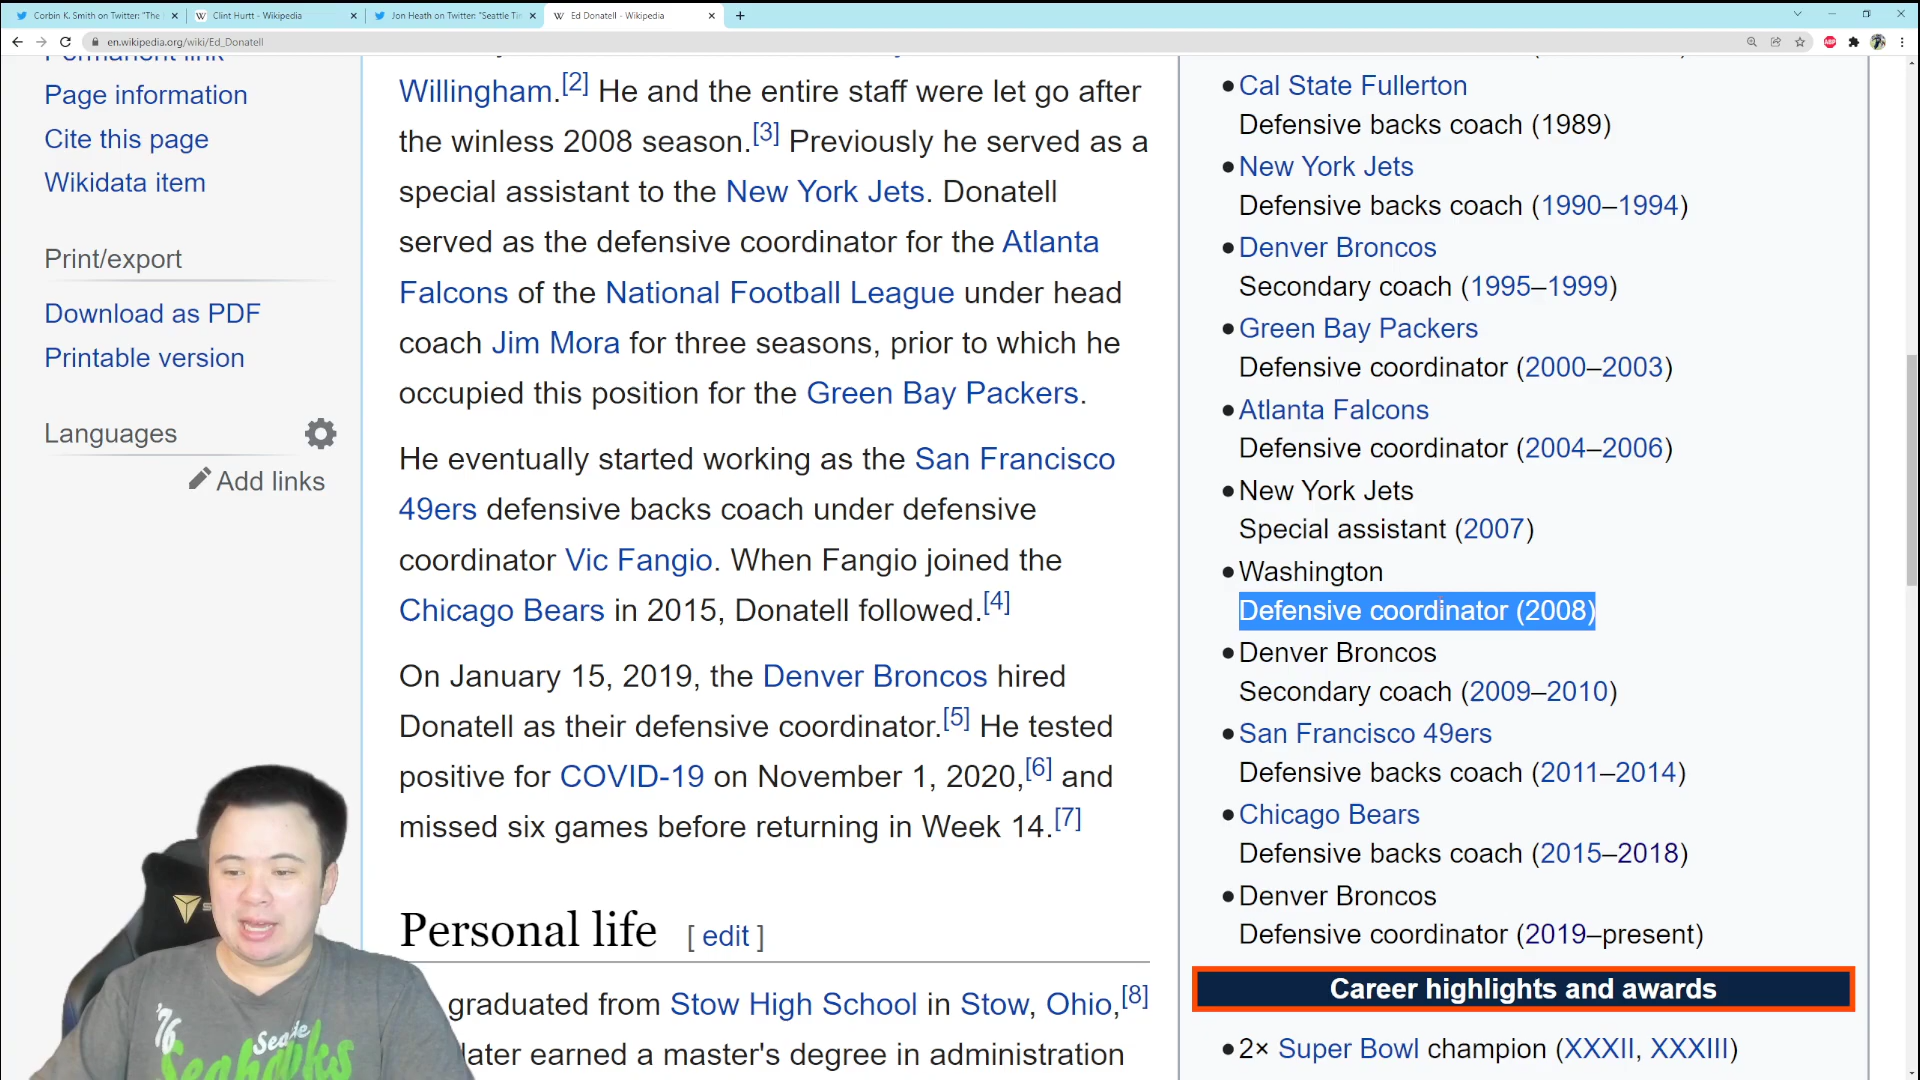 Corbin K. Smith on Twitter: "The
Clint Hurtt - Wikipedia
Jon Heath on Twitter: "Seattle Ti
Ed Donatell - Wikipedia
en.wikipedia.org/wiki/Ed_Donatell
Permanent link
Page information
Cite this page
Wikidata item
Print/export
Download as PDF
Printable version
Languages
Add links
Willingham.[2] He and the entire staff were let go after
the winless 2008 season.[3] Previously he served as a
special assistant to the New York Jets. Donatell
served as the defensive coordinator for the Atlanta
Falcons of the National Football League under head
coach Jim Mora for three seasons, prior to which he
occupied this position for the Green Bay Packers.
He eventually started working as the San Francisco
49ers defensive backs coach under defensive
coordinator Vic Fangio. When Fangio joined the
Chicago Bears in 2015, Donatell followed.[4]
On January 15, 2019, the Denver Broncos hired
Donatell as their defensive coordinator.[5] He tested
positive for COVID-19 on November 1, 2020,[6] and
missed six games before returning in Week 14.[7]
Personal life [ edit ]
graduated from Stow High School in Stow, Ohio,[8]
later earned a master's degree in administration
• Cal State Fullerton
Defensive backs coach (1989)
• New York Jets
Defensive backs coach (1990–1994)
• Denver Broncos
Secondary coach (1995–1999)
• Green Bay Packers
Defensive coordinator (2000–2003)
• Atlanta Falcons
Defensive coordinator (2004–2006)
• New York Jets
Special assistant (2007)
• Washington
Defensive coordinator (2008)
• Denver Broncos
Secondary coach (2009–2010)
• San Francisco 49ers
Defensive backs coach (2011–2014)
• Chicago Bears
Defensive backs coach (2015–2018)
• Denver Broncos
Defensive coordinator (2019–present)
Career highlights and awards
• 2× Super Bowl champion (XXXII, XXXIII)
'76
Seahawks